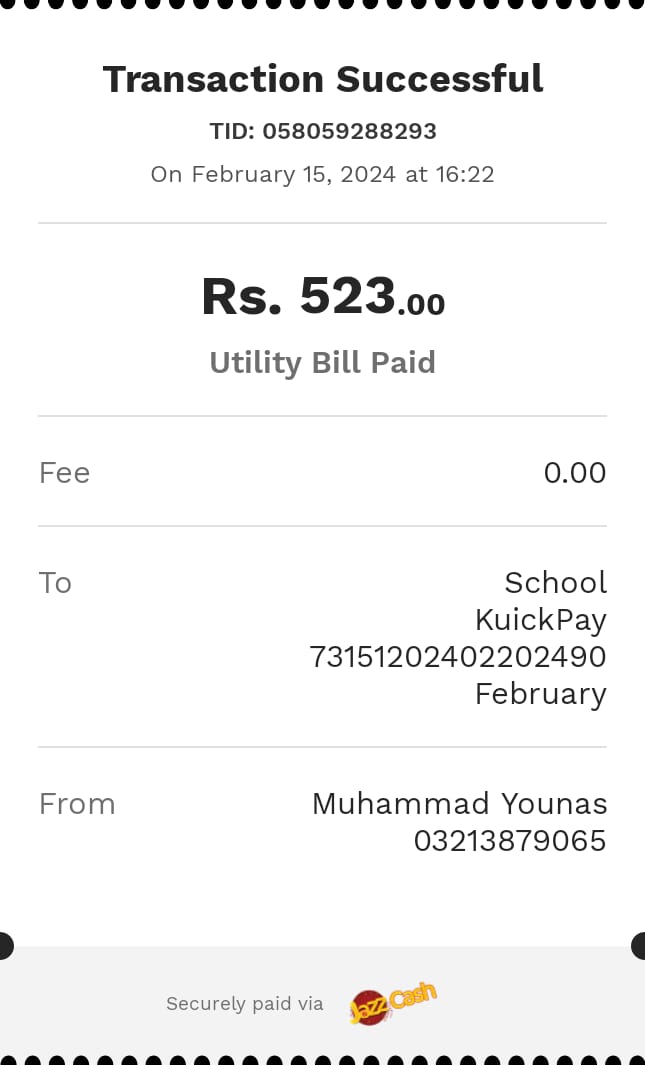 Transaction Successful
TID: 058059288293
On February 15, 2024 at 16:22
Rs. 523.00
Utility Bill Paid
Fee 0.00
To School
KuickPay
73151202402202490
February
From Muhammad Younas
03213879065
Securely paid via JazzCash